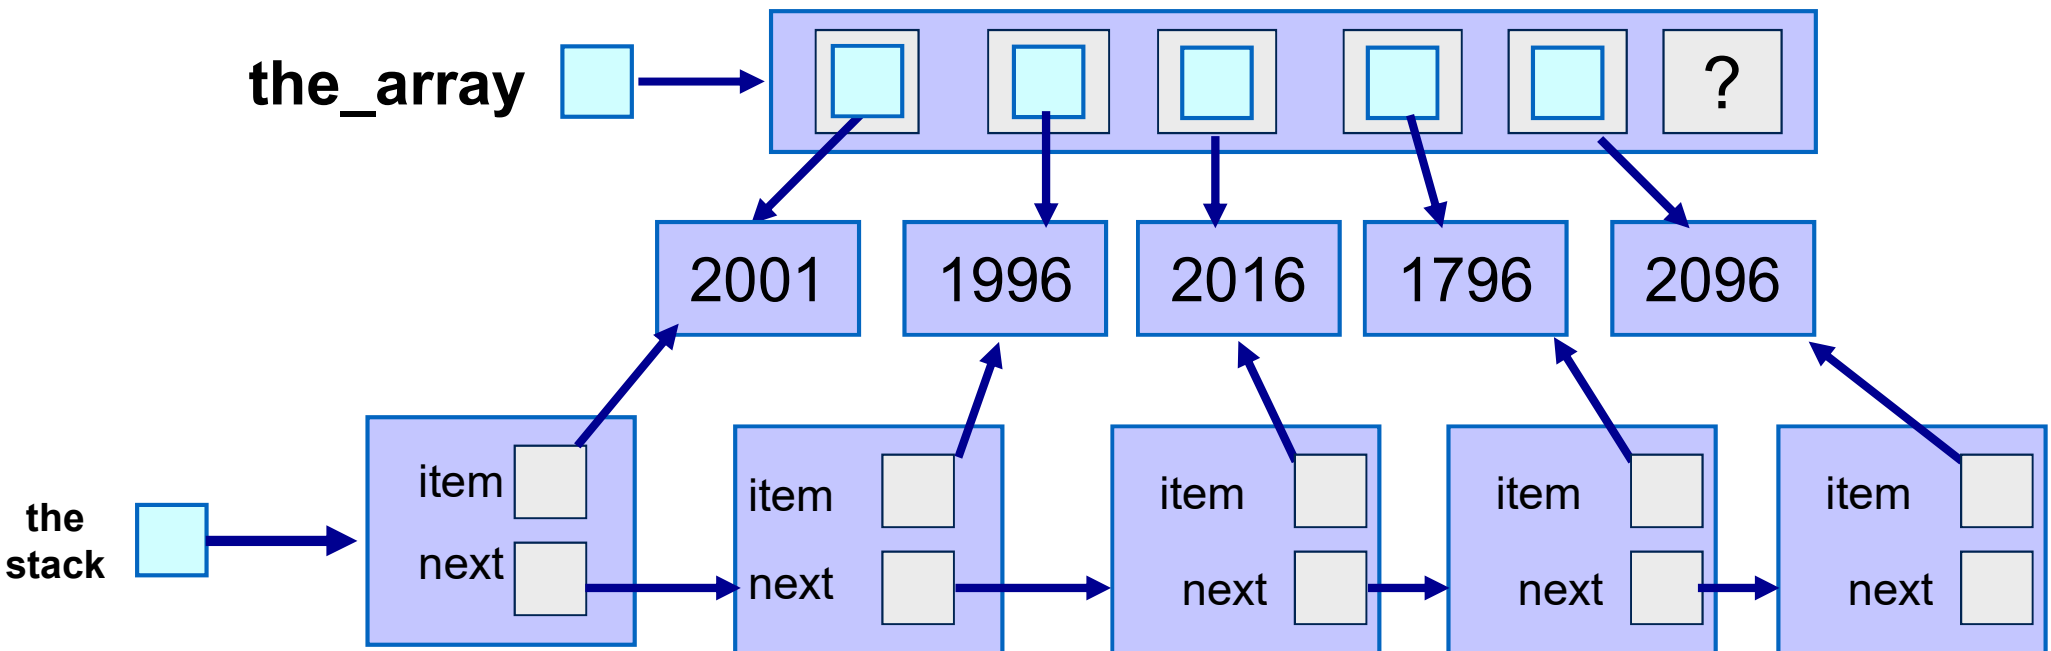 the_array
?
2001 1996 2016 1796 2096
the
stack
item item item item item
next next next next next